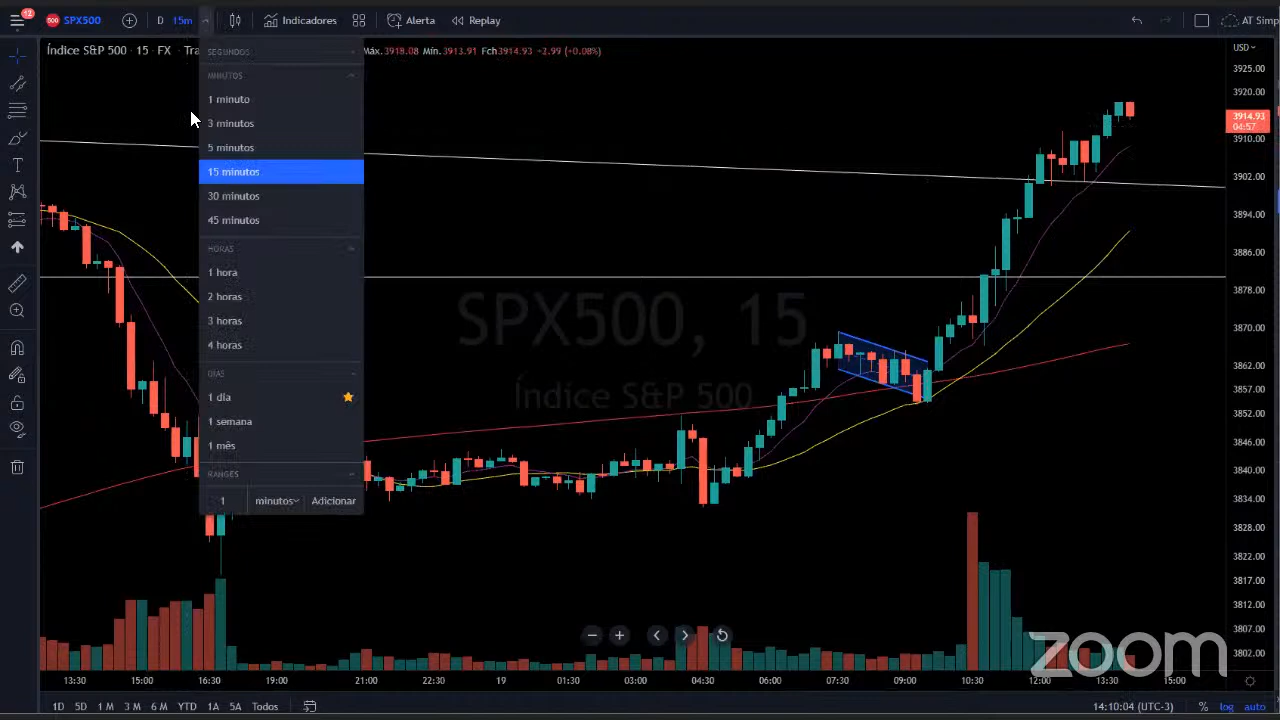 12
500 SPX500 D 15m Indicadores Alerta Replay AT Simp
Índice S&P 500 · 15 · FX · Tra
Máx.3918.08 Mín.3913.91 Fch3914.93 +2.99 (+0.08%)
USD
SEGUNDOS
MINUTOS
1 minuto
3 minutos
5 minutos
15 minutos
30 minutos
45 minutos
HORAS
1 hora
2 horas
3 horas
4 horas
DIAS
1 dia
1 semana
1 mês
RANGES
1 minutos Adicionar
SPX500, 15
Índice S&P 500
3925.00
3920.00
3914.93
04:57
3910.00
3902.00
3894.00
3886.00
3878.00
3870.00
3862.00
3857.00
3852.00
3846.00
3840.00
3834.00
3828.00
3822.00
3817.00
3812.00
3807.00
3802.00
zoom
13:30 15:00 16:30 19:00 21:00 22:30 19 01:30 03:00 04:30 06:00 07:30 09:00 10:30 12:00 13:30 15:00
1D 5D 1 M 3 M 6 M YTD 1A 5A Todos 14:10:04 (UTC-3) % log auto